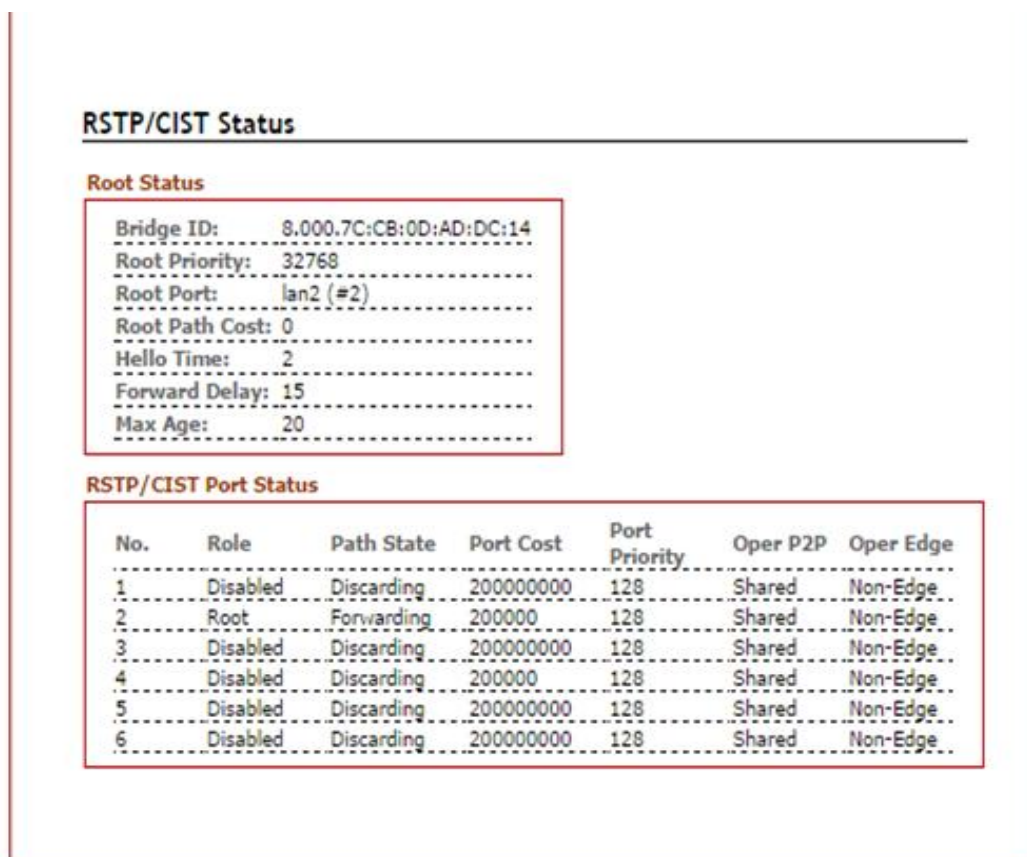 RSTP/CIST Status
Root Status
Bridge ID: 8.000.7C:CB:0D:AD:DC:14
Root Priority: 32768
Root Port: lan2 (#2)
Root Path Cost: 0
Hello Time: 2
Forward Delay: 15
Max Age: 20
RSTP/CIST Port Status
No. Role Path State Port Cost Port Priority Oper P2P Oper Edge
1 Disabled Discarding 200000000 128 Shared Non-Edge
2 Root Forwarding 200000 128 Shared Non-Edge
3 Disabled Discarding 200000000 128 Shared Non-Edge
4 Disabled Discarding 200000 128 Shared Non-Edge
5 Disabled Discarding 200000000 128 Shared Non-Edge
6 Disabled Discarding 200000000 128 Shared Non-Edge